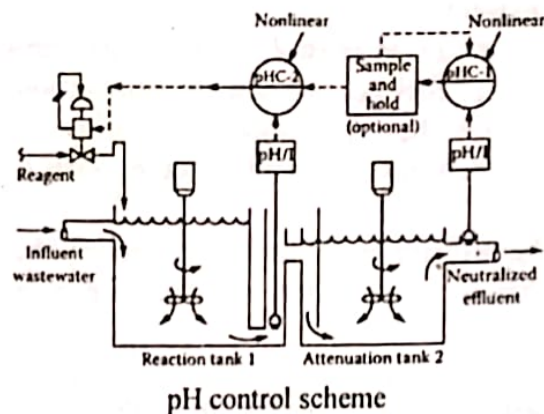 Nonlinear
Nonlinear
pHC-2
Sample
and
hold
(optional)
pHC-1
pH/I
pH/I
Reagent
Influent
wastewater
Neutralized
effluent
Reaction tank 1
Attenuation tank 2
pH control scheme